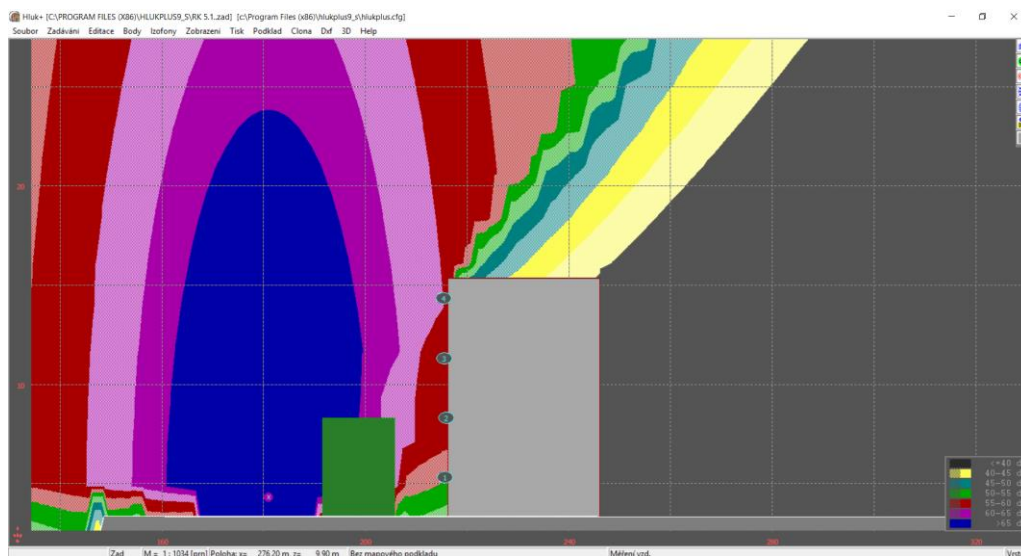 Hluk+ [C:\PROGRAM FILES (X86)\HLUKPLUS9_S\RK 5.1..zad] [c:\Program Files (x86)\hlukplus9_s\hlukplus.cfg]
Soubor Zadáváni Editace Body Izofony Zobrazeni Tisk Podklad Clona Dxf 3D Help
20
4
3
10
2
1
<=40 d
40-45 d
45-50 d
50-55 d
55-60 d
60-65 d
>65 d
160 200 240 280 320
Zad M = 1 : 1034 [prn] Poloha: x= 276.20 m, z= 9.90 m Bez mapového podkladu Měření vzd.